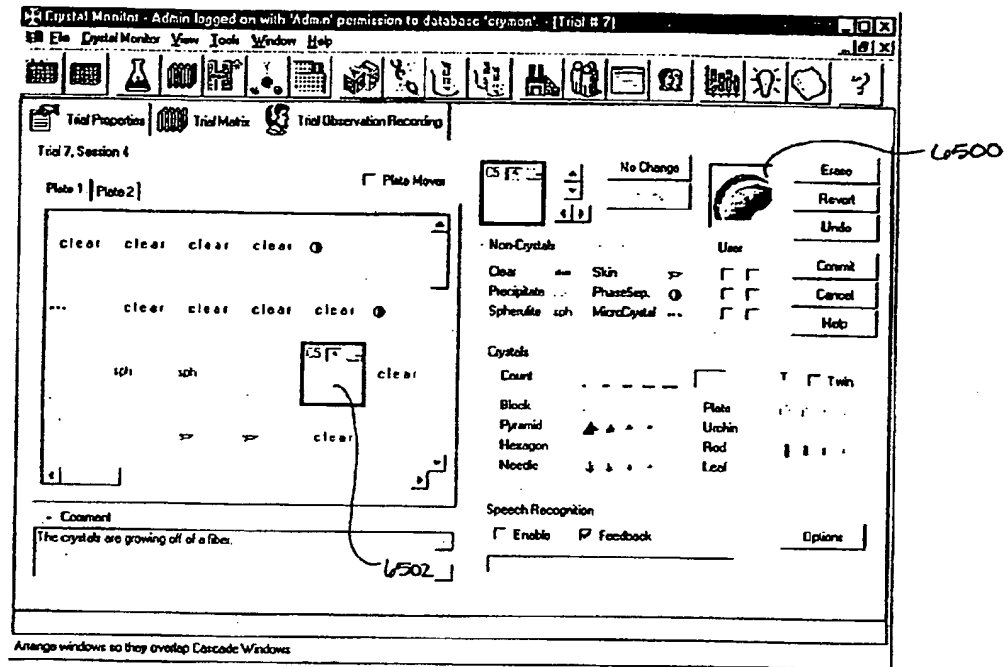 Crystal Monitor - Admin logged on with 'Admin' permission to database 'crymon'. - [Trial # 7]
File Crystal Monitor View Tools Window Help
Trial Properties Trial Matrix Trial Observation Recording
Trial 7, Session 4
Plate 1 Plate 2
Plate Mover
C5
No Change
6500
Erase
Revert
Undo
Commit
Cancel
Help
clear clear clear clear
clear clear clear clear
C5
sph sph clear
clear
Non-Crystals User
Clear Skin
Precipitate PhaseSep.
Spherulite sph MicroCrystal
Crystals
Count T Twin
Block Plate
Pyramid Urchin
Hexagon Rod
Needle Leaf
Comment
The crystals are growing off of a fiber.
6502
Speech Recognition
Enable Feedback Options
Arrange windows so they overlap Cascade Windows